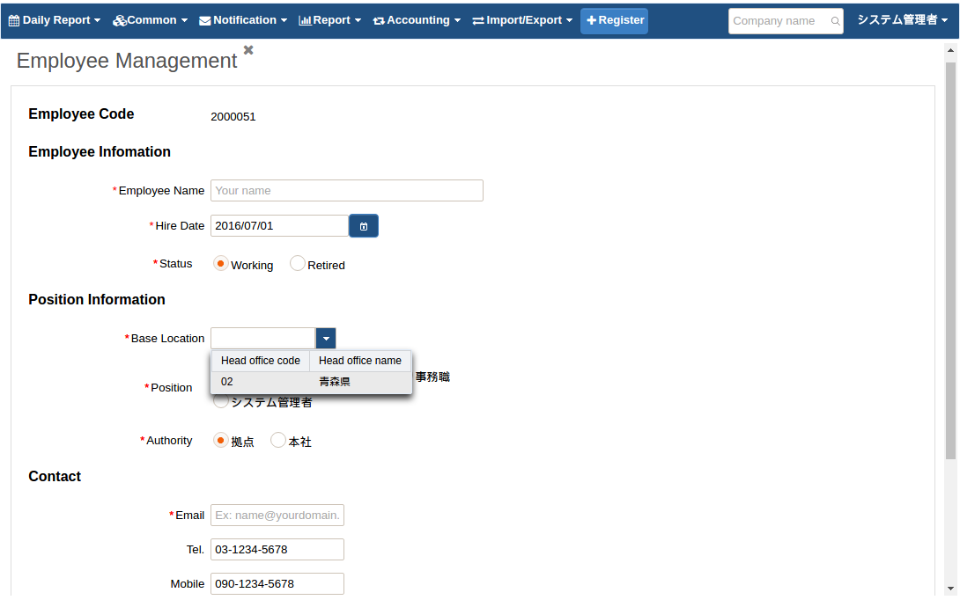 Daily Report Common Notification Report Accounting Import/Export + Register Company name システム管理者
Employee Management ✖
Employee Code 2000051
Employee Infomation
*Employee Name Your name
*Hire Date 2016/07/01
*Status Working Retired
Position Information
*Base Location
Head office code Head office name
02 青森県
事務職
*Position
システム管理者
*Authority 拠点 本社
Contact
*Email Ex: name@yourdomain.
Tel. 03-1234-5678
Mobile 090-1234-5678